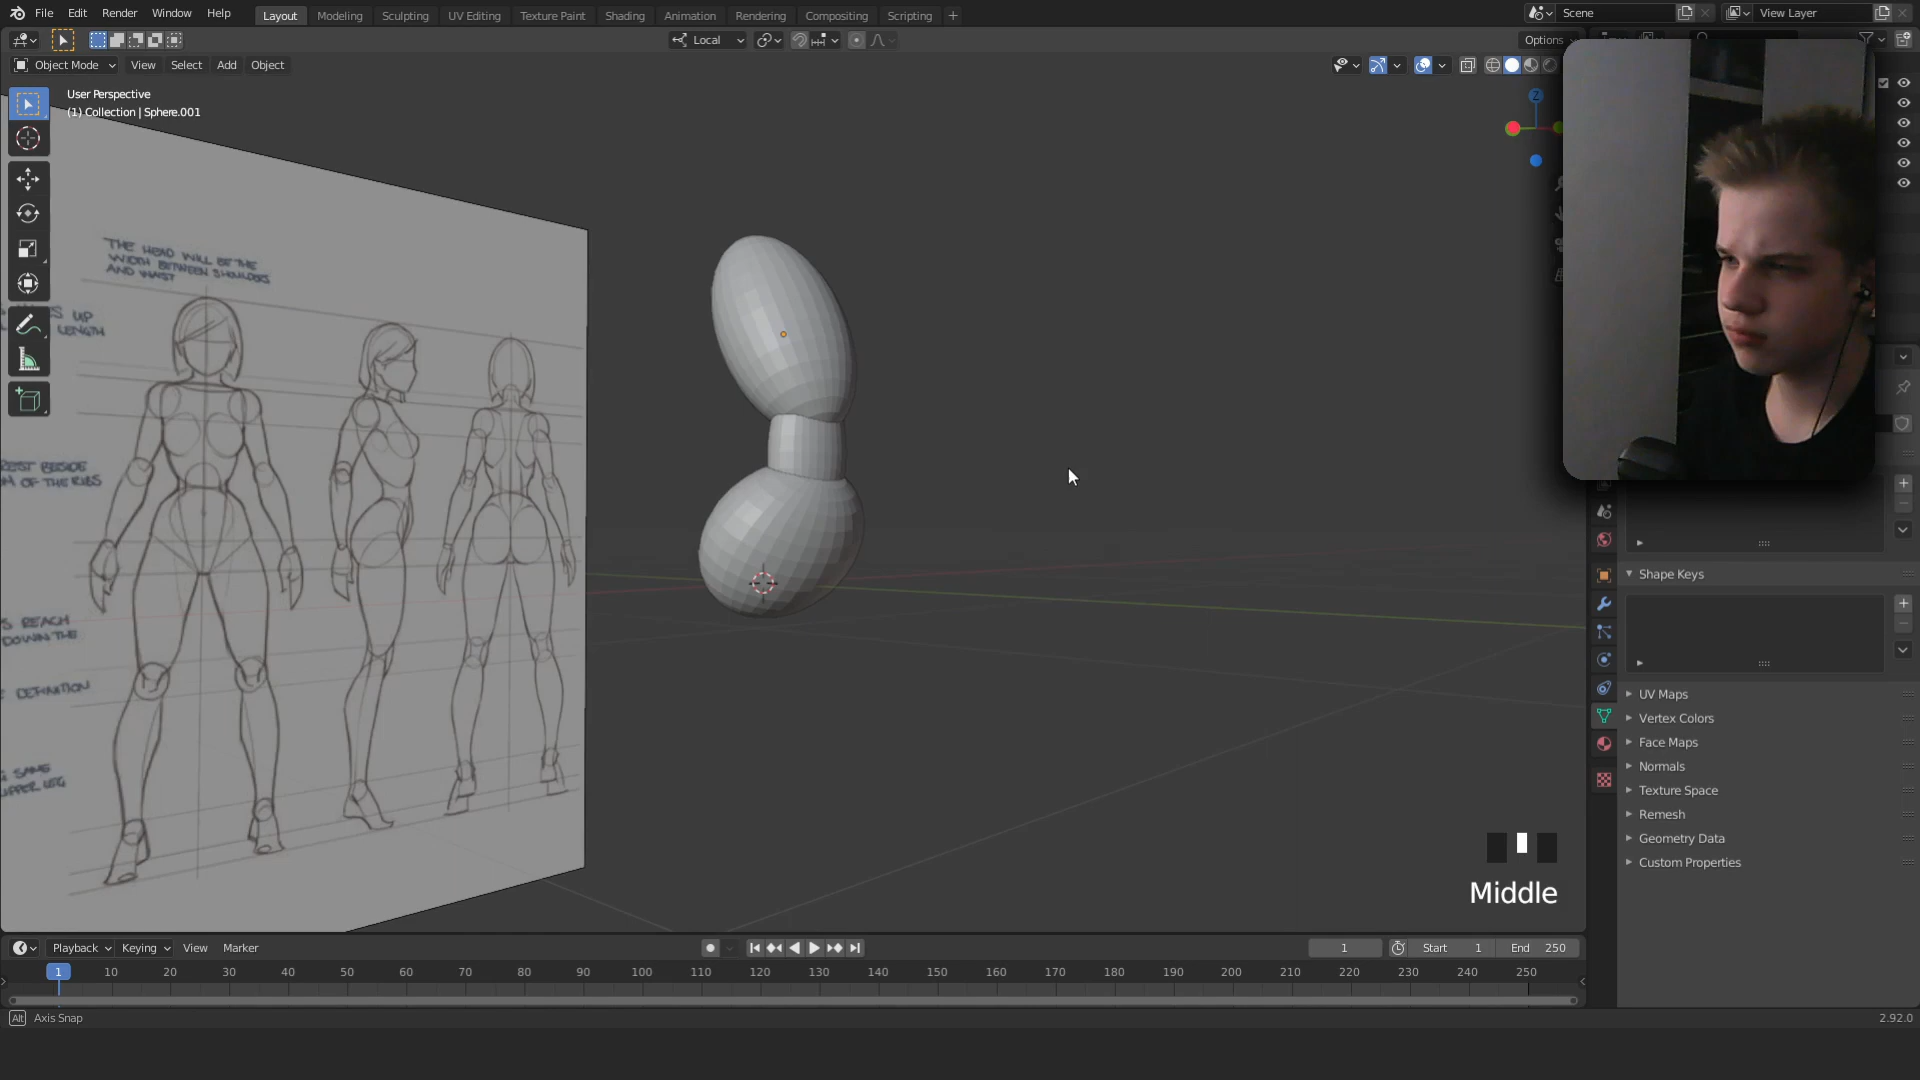 File Edit Render Window Help
Layout Modeling Sculpting UV Editing Texture Paint Shading Animation Rendering Compositing Scripting +
Scene
View Layer
Local
Options
Object Mode View Select Add Object
User Perspective
(1) Collection | Sphere.001
Z
THE HEAD WILL BE THE
WIDTH BETWEEN SHOULDERS
AND WAIST
UP
LENGTH
REST BESIDE
OF THE RIBS
REACH
DOWN THE
DEFINITION
SAME
UPPER LEG
Shape Keys
UV Maps
Vertex Colors
Face Maps
Normals
Texture Space
Remesh
Geometry Data
Custom Properties
Middle
Playback Keying View Marker
1
Start 1
End 250
1 10 20 30 40 50 60 70 80 90 100 110 120 130 140 150 160 170 180 190 200 210 220 230 240 250
Alt Axis Snap
2.92.0